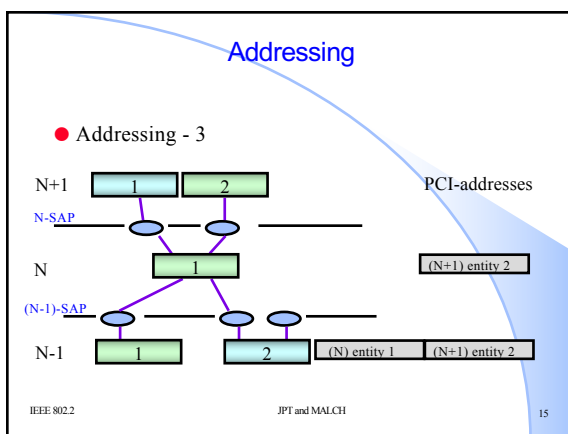 Addressing
Addressing - 3
N+1 1 2 PCI-addresses
N-SAP
N 1 (N+1) entity 2
(N-1)-SAP
N-1 1 2 (N) entity 1 (N+1) entity 2
IEEE 802.2 JPT and MALCH 15